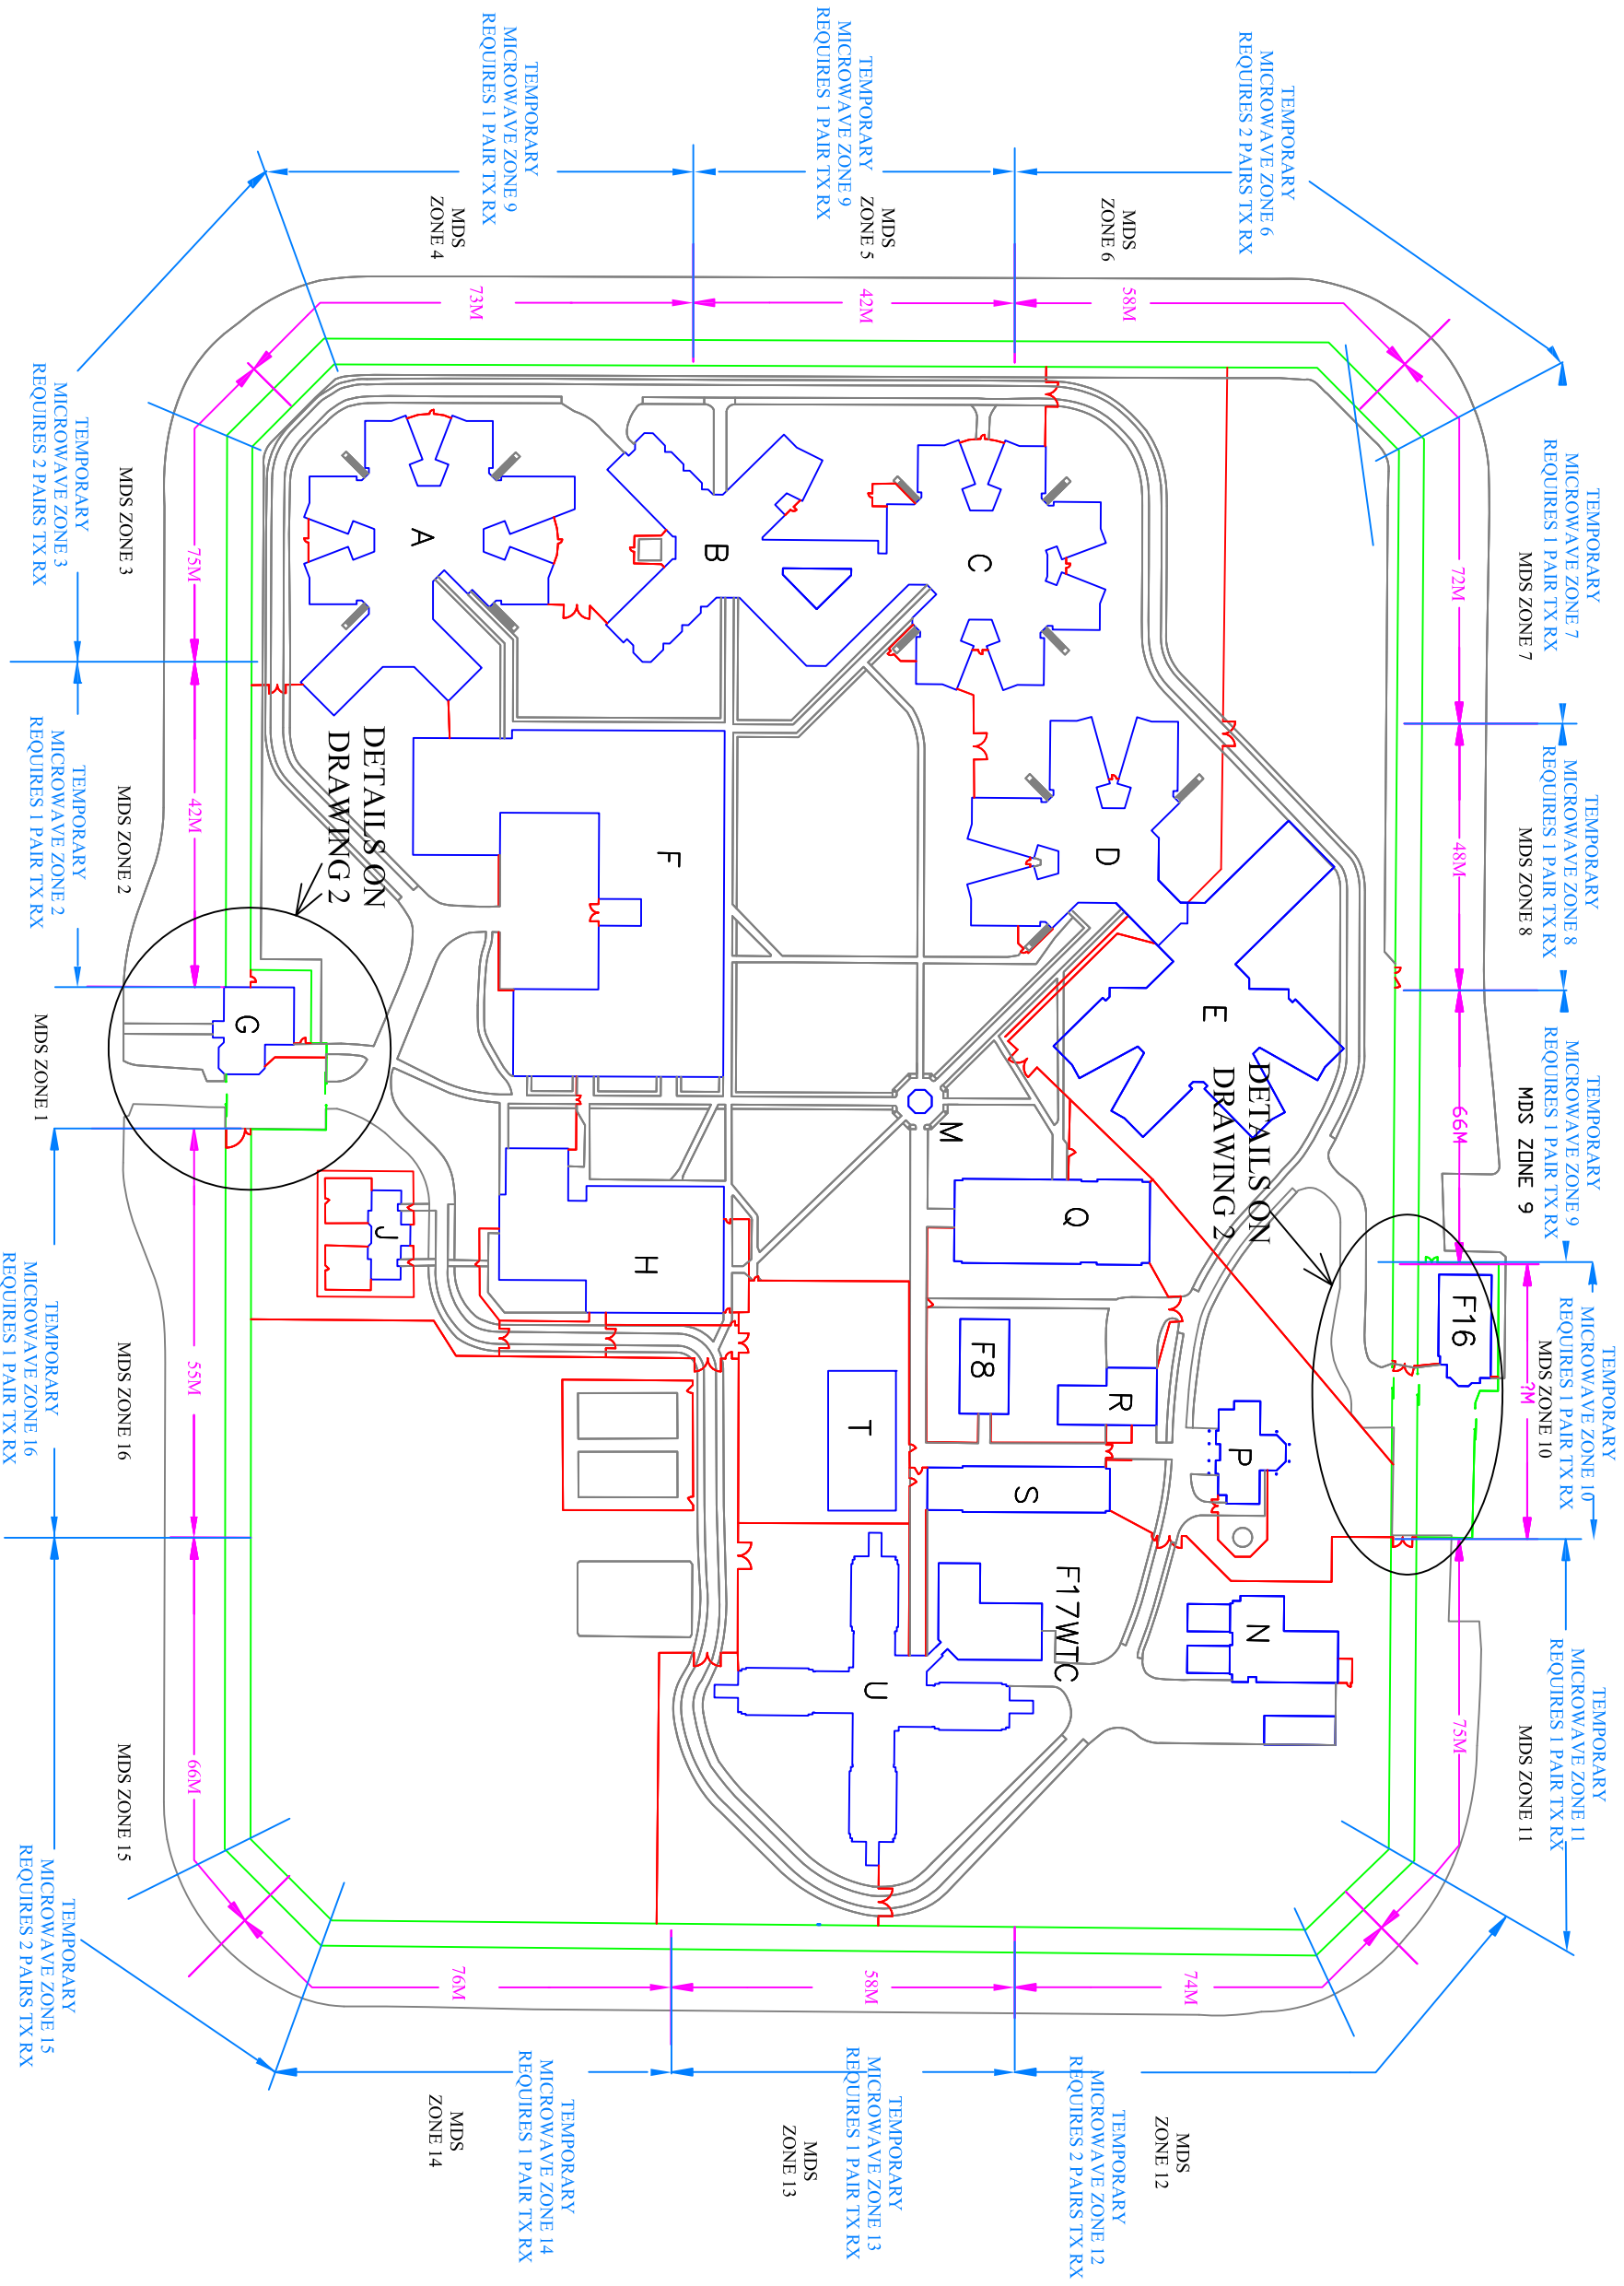 TEMPORARY
MICROWAVE ZONE 6
REQUIRES 2 PAIRS TX RX
MDS
ZONE 6
58M
TEMPORARY
MICROWAVE ZONE 9
REQUIRES 1 PAIR TX RX
MDS
ZONE 5
42M
TEMPORARY
MICROWAVE ZONE 9
REQUIRES 1 PAIR TX RX
MDS
ZONE 4
73M
TEMPORARY
MICROWAVE ZONE 7
REQUIRES 1 PAIR TX RX
MDS ZONE 7
72M
TEMPORARY
MICROWAVE ZONE 8
REQUIRES 1 PAIR TX RX
MDS ZONE 8
48M
TEMPORARY
MICROWAVE ZONE 9
REQUIRES 1 PAIR TX RX
MDS ZONE 9
66M
TEMPORARY
MICROWAVE ZONE 10
REQUIRES 1 PAIR TX RX
MDS ZONE 10
?M
TEMPORARY
MICROWAVE ZONE 11
REQUIRES 1 PAIR TX RX
MDS ZONE 11
75M
A
B
C
D
E
F
G
H
J
M
Q
F8
R
T
S
P
F16
N
F17WTC
U
DETAILS ON
DRAWING 2
DETAILS ON
DRAWING 2
TEMPORARY
MICROWAVE ZONE 3
REQUIRES 2 PAIRS TX RX
MDS ZONE 3
75M
TEMPORARY
MICROWAVE ZONE 2
REQUIRES 1 PAIR TX RX
MDS ZONE 2
42M
MDS ZONE 1
TEMPORARY
MICROWAVE ZONE 16
REQUIRES 1 PAIR TX RX
MDS ZONE 16
55M
TEMPORARY
MICROWAVE ZONE 15
REQUIRES 2 PAIRS TX RX
MDS ZONE 15
66M
74M
TEMPORARY
MICROWAVE ZONE 12
REQUIRES 2 PAIRS TX RX
MDS
ZONE 12
58M
TEMPORARY
MICROWAVE ZONE 13
REQUIRES 1 PAIR TX RX
MDS
ZONE 13
76M
TEMPORARY
MICROWAVE ZONE 14
REQUIRES 1 PAIR TX RX
MDS
ZONE 14